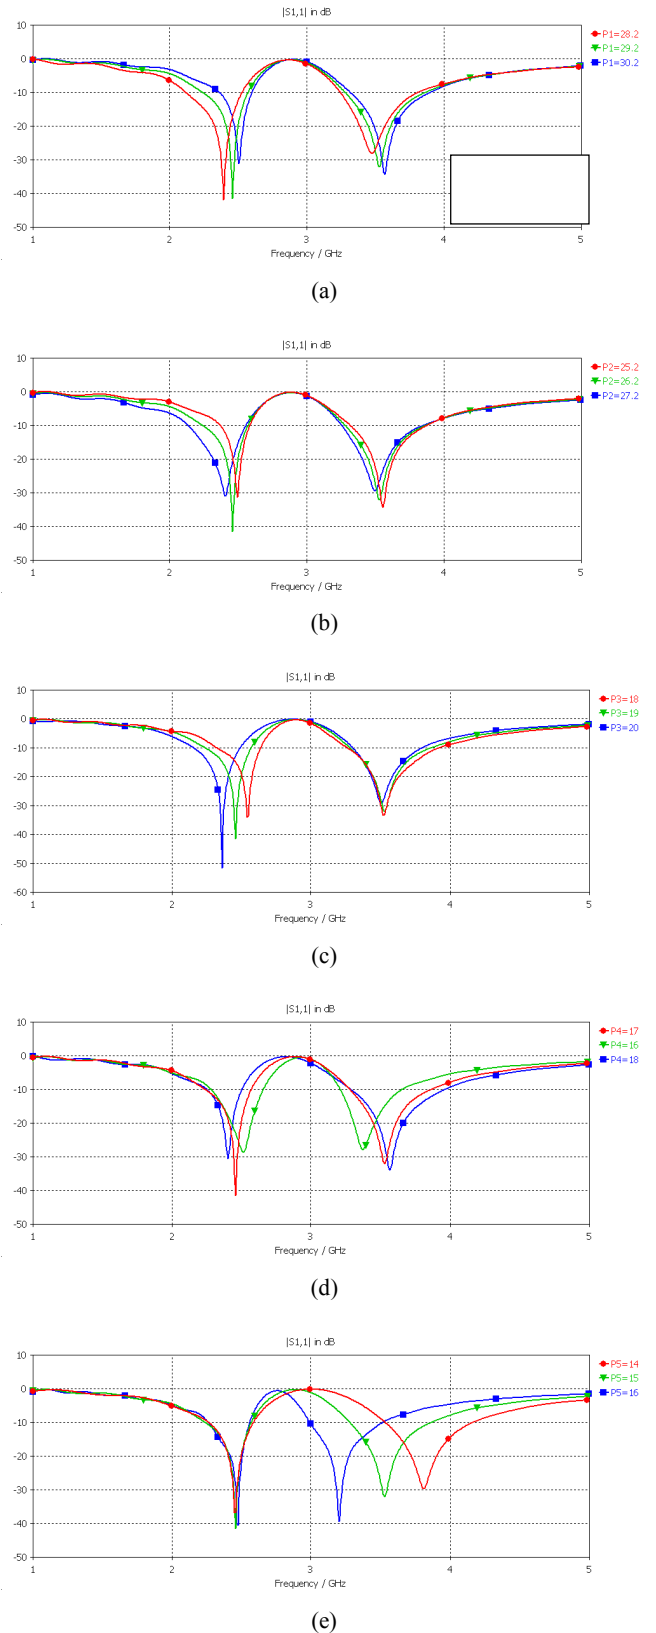 |S1,1| in dB
10
0
-10
-20
-30
-40
-50
1 2 3 4 5
Frequency / GHz
P1=28.2
P1=29.2
P1=30.2
(a)
|S1,1| in dB
10
0
-10
-20
-30
-40
-50
1 2 3 4 5
Frequency / GHz
P2=25.2
P2=26.2
P2=27.2
(b)
|S1,1| in dB
10
0
-10
-20
-30
-40
-50
-60
1 2 3 4 5
Frequency / GHz
P3=18
P3=19
P3=20
(c)
|S1,1| in dB
10
0
-10
-20
-30
-40
-50
1 2 3 4 5
Frequency / GHz
P4=17
P4=16
P4=18
(d)
|S1,1| in dB
10
0
-10
-20
-30
-40
-50
1 2 3 4 5
Frequency / GHz
P5=14
P5=15
P5=16
(e)